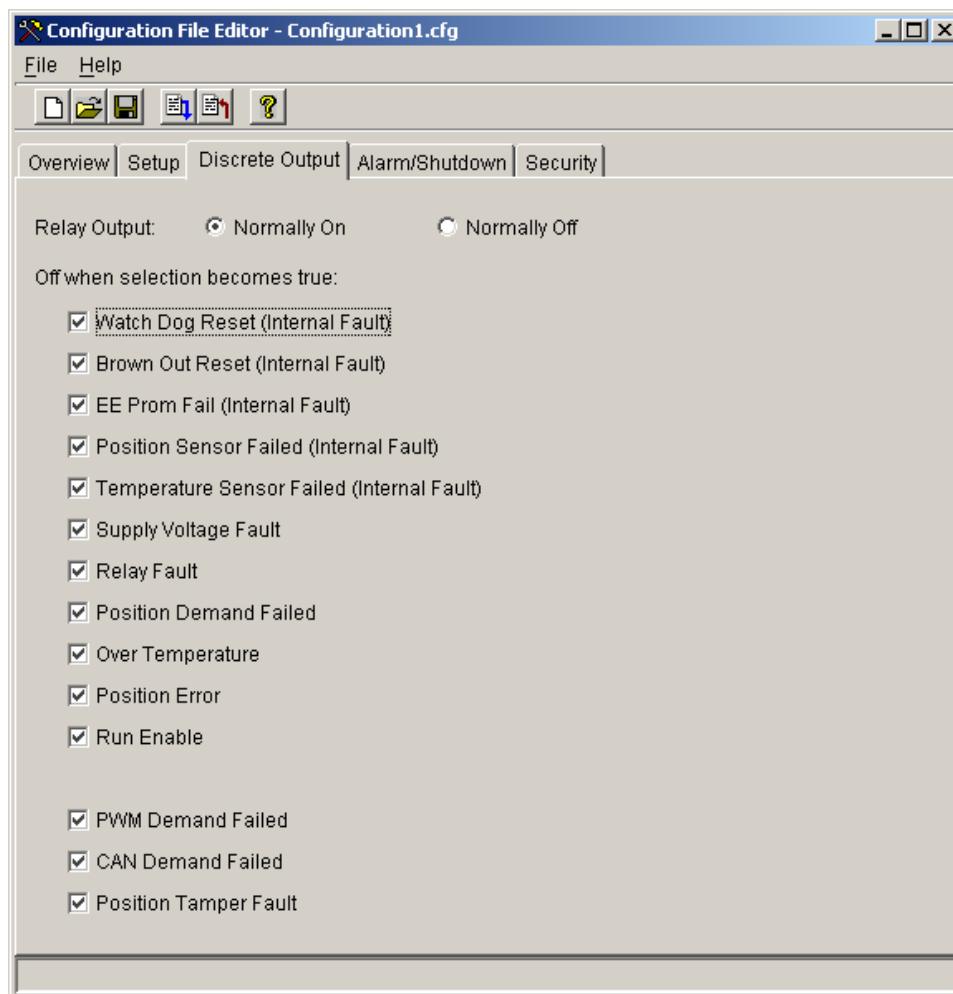 Configuration File Editor - Configuration1.cfg
File Help
Overview Setup Discrete Output Alarm/Shutdown Security
Relay Output: Normally On Normally Off
Off when selection becomes true:
Watch Dog Reset (Internal Fault)
Brown Out Reset (Internal Fault)
EE Prom Fail (Internal Fault)
Position Sensor Failed (Internal Fault)
Temperature Sensor Failed (Internal Fault)
Supply Voltage Fault
Relay Fault
Position Demand Failed
Over Temperature
Position Error
Run Enable
PWM Demand Failed
CAN Demand Failed
Position Tamper Fault